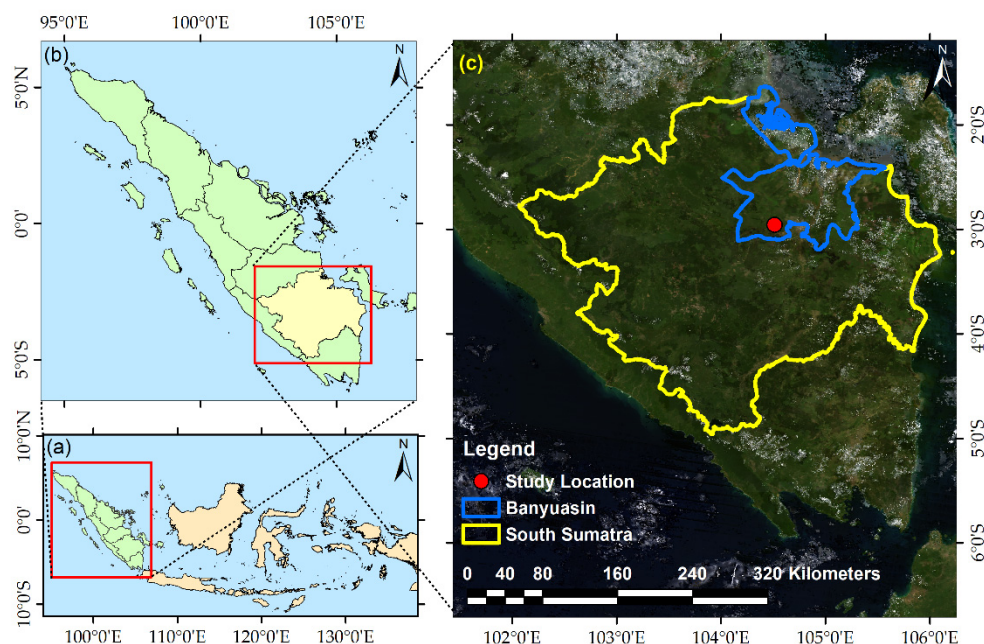 95°0'E 100°0'E 105°0'E
(b)
N
5°0'N
0°0'
5°0'S
(c)
N
2°0'S
3°0'S
4°0'S
5°0'S
6°0'S
Legend
Study Location
Banyuasin
South Sumatra
0 40 80 160 240 320 Kilometers
102°0'E 103°0'E 104°0'E 105°0'E 106°0'E
(a)
N
10°0'N
0°0'
10°0'S
100°0'E 110°0'E 120°0'E 130°0'E